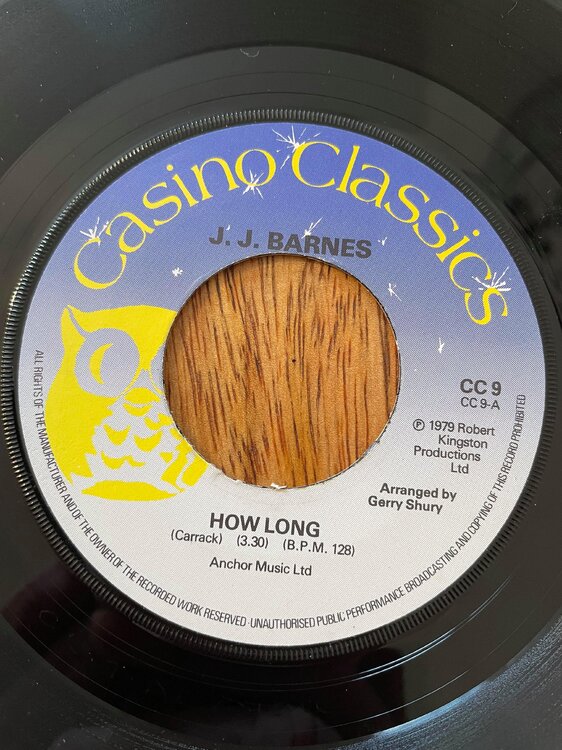 Casino Classics
J. J. BARNES
CC 9
CC 9-A
℗ 1979 Robert
Kingston
Productions
Ltd
Arranged by
Gerry Shury
HOW LONG
(Carrack) (3.30) (B.P.M. 128)
Anchor Music Ltd
ALL RIGHTS OF THE MANUFACTURER AND OF THE OWNER OF THE RECORDED WORK RESERVED · UNAUTHORISED PUBLIC PERFORMANCE BROADCASTING AND COPYING OF THIS RECORD PROHIBITED